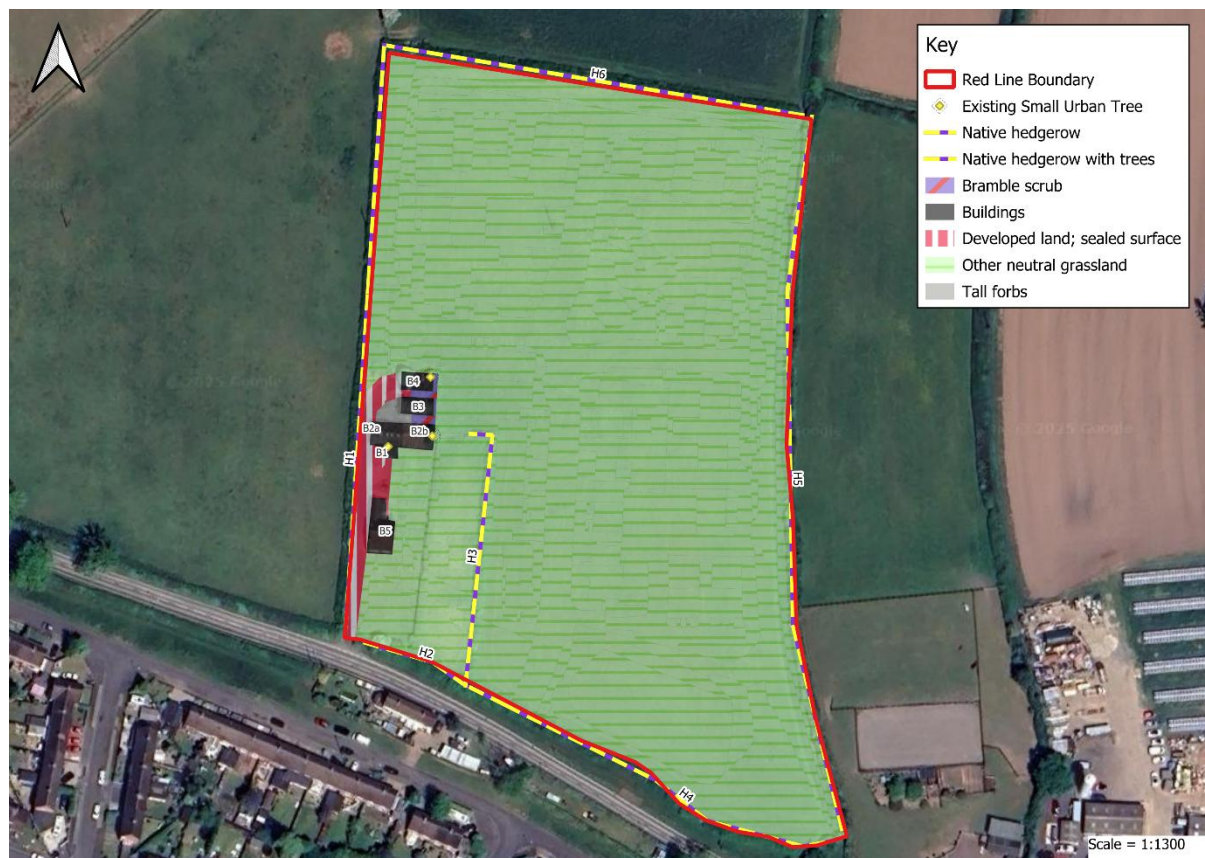 Key
Red Line Boundary
Existing Small Urban Tree
Native hedgerow
Native hedgerow with trees
Bramble scrub
Buildings
Developed land; sealed surface
Other neutral grassland
Tall forbs
H6
B4
B3
B2a
B2b
B1
H1
B5
H3
H5
H2
H4
Scale = 1:1300